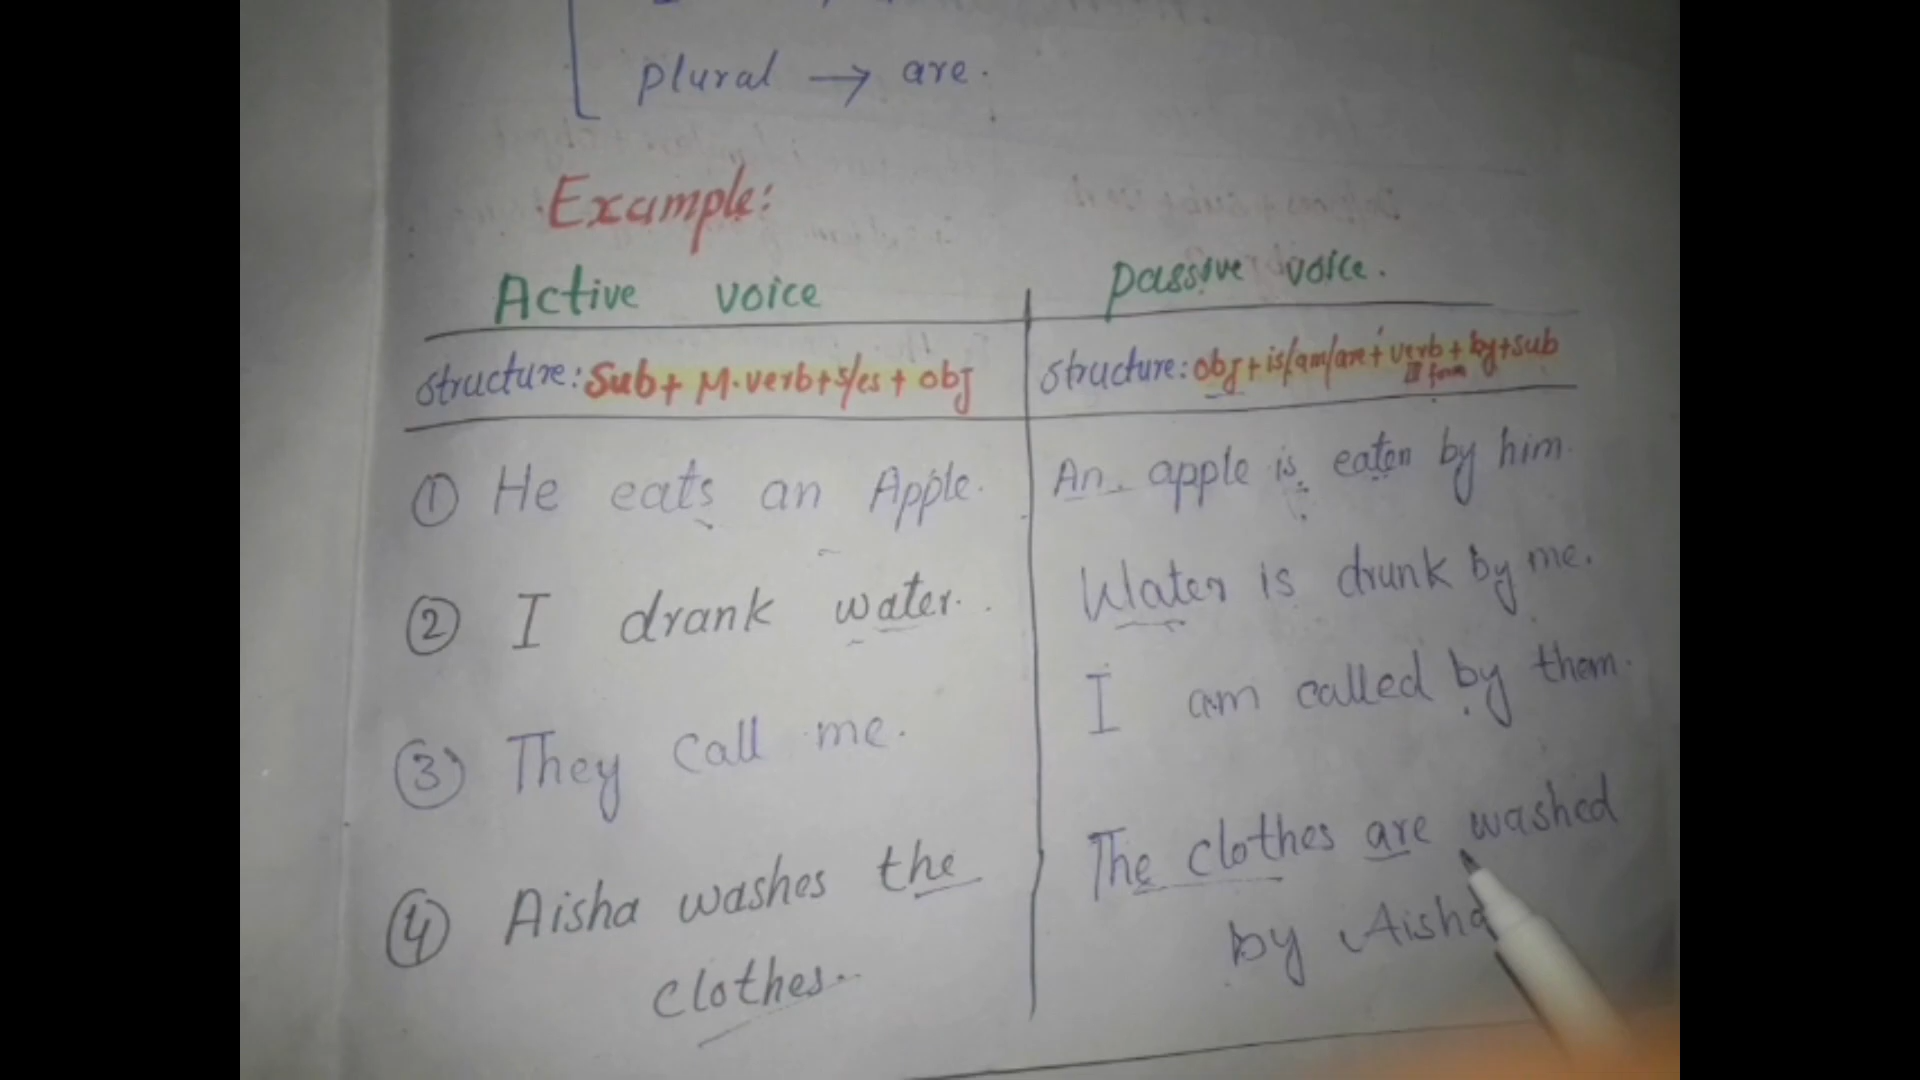 plural → are.
Example:
Active voice
Passive voice.
Structure: Sub + M.verb+s/es + obj
Structure: obj + is/am/are + verb + by + sub
III form
① He eats an Apple.
An apple is eaten by him.
② I drank water.
Water is drunk by me.
③ They call me.
I am called by them.
④ Aisha washes the
clothes.
The clothes are washed
by Aisha